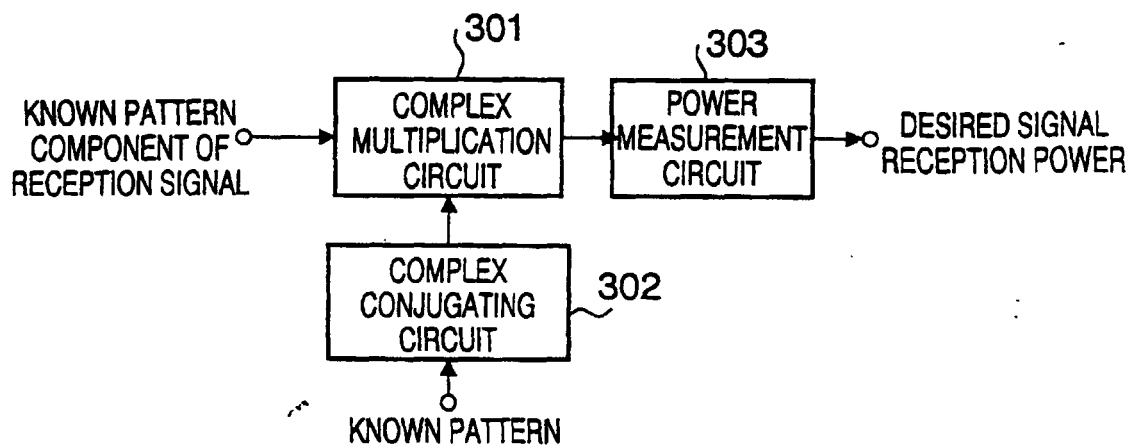 301
303
KNOWN PATTERN
COMPONENT OF
RECEPTION SIGNAL
COMPLEX
MULTIPLICATION
CIRCUIT
POWER
MEASUREMENT
CIRCUIT
DESIRED SIGNAL
RECEPTION POWER
COMPLEX
CONJUGATING
CIRCUIT
302
KNOWN PATTERN